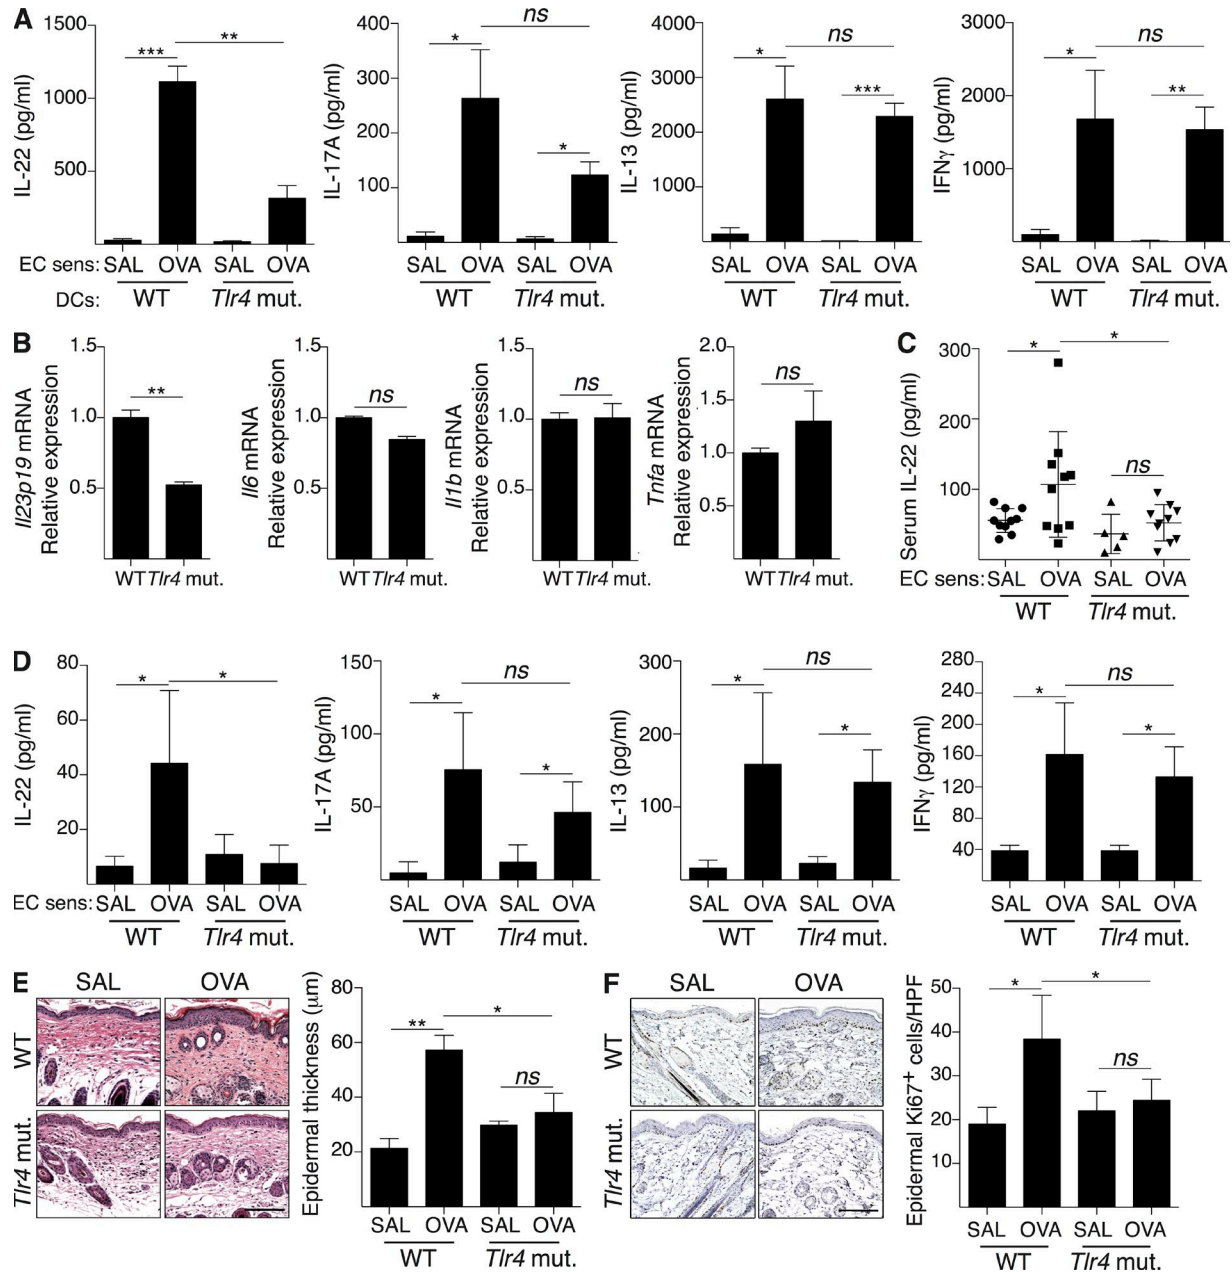 A
IL-22 (pg/ml)
1500
1000
500
*** **
EC sens: SAL OVA SAL OVA
DCs: WT Tlr4 mut.
IL-17A (pg/ml)
400
300
200
100
* ns *
SAL OVA SAL OVA
WT Tlr4 mut.
IL-13 (pg/ml)
4000
3000
2000
1000
* ns ***
SAL OVA SAL OVA
WT Tlr4 mut.
IFNγ (pg/ml)
3000
2000
1000
* ns **
SAL OVA SAL OVA
WT Tlr4 mut.
B
Il23p19 mRNA
Relative expression
1.5
1.0
0.5
**
WT Tlr4 mut.
Il6 mRNA
Relative expression
1.5
1.0
0.5
ns
WT Tlr4 mut.
Il1b mRNA
Relative expression
1.5
1.0
0.5
ns
WT Tlr4 mut.
Tnfa mRNA
Relative expression
2.0
1.5
1.0
0.5
ns
WT Tlr4 mut.
C
Serum IL-22 (pg/ml)
300
200
100
* * ns
EC sens: SAL OVA SAL OVA
WT Tlr4 mut.
D
IL-22 (pg/ml)
80
60
40
20
* *
EC sens: SAL OVA SAL OVA
WT Tlr4 mut.
IL-17A (pg/ml)
150
100
50
* ns *
SAL OVA SAL OVA
WT Tlr4 mut.
IL-13 (pg/ml)
300
200
100
* ns *
SAL OVA SAL OVA
WT Tlr4 mut.
IFNγ (pg/ml)
280
240
200
160
120
80
40
* ns *
SAL OVA SAL OVA
WT Tlr4 mut.
E
SAL OVA
WT
Tlr4 mut.
Epidermal thickness (μm)
80
60
40
20
** * ns
SAL OVA SAL OVA
WT Tlr4 mut.
F
SAL OVA
WT
Tlr4 mut.
Epidermal Ki67+ cells/HPF
50
40
30
20
10
* * ns
SAL OVA SAL OVA
WT Tlr4 mut.